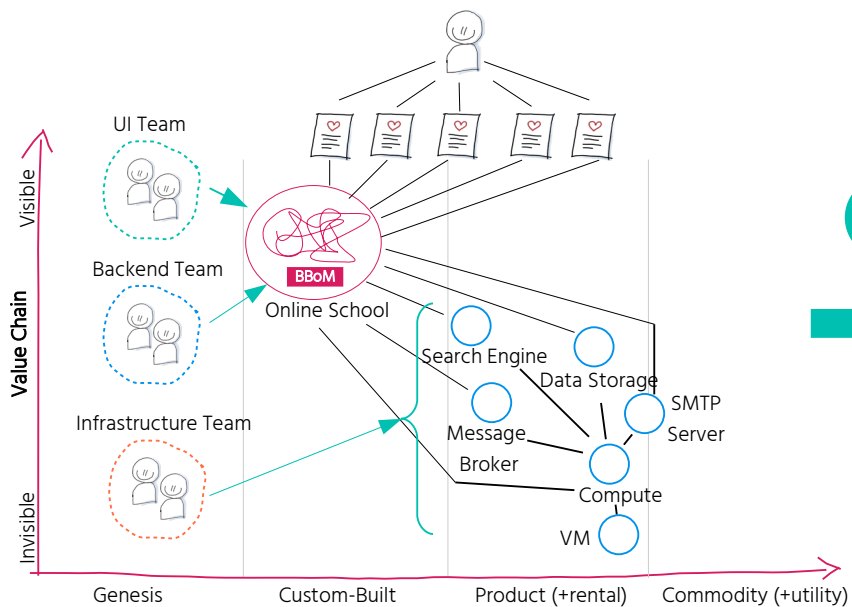 UI Team
Visible
BBoM
Backend Team
Online School
Value Chain
Search Engine
Data Storage
SMTP
Server
Infrastructure Team
Message
Broker
Compute
Invisible
VM
Genesis
Custom-Built
Product (+rental)
Commodity (+utility)